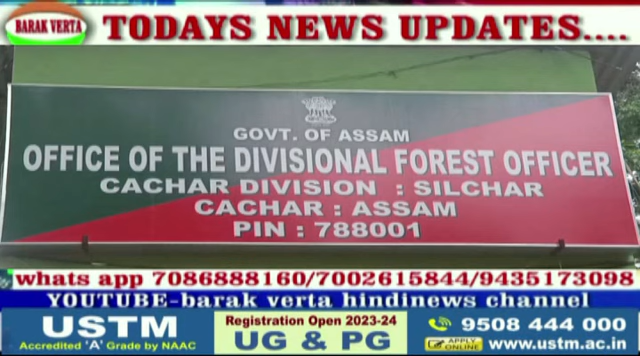 BARAK VERTA
TODAYS NEWS UPDATES....
GOVT. OF ASSAM
OFFICE OF THE DIVISIONAL FOREST OFFICER
CACHAR DIVISION : SILCHAR
CACHAR : ASSAM
PIN : 788001
whats app 7086888160/7002615844/9435173098
YOUTUBE-barak verta hindinews channel
USTM
Accredited 'A' Grade by NAAC
Registration Open 2023-24
UG & PG
9508 444 000
APPLY ONLINE
www.ustm.ac.in